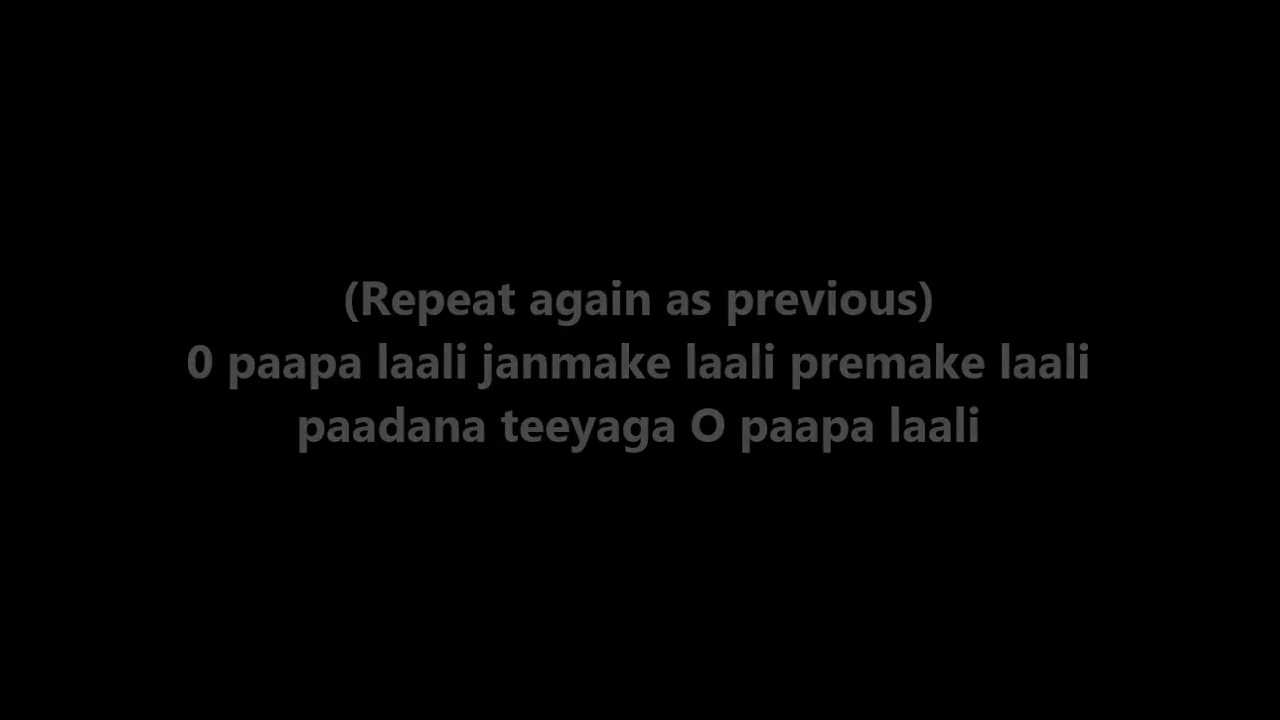 (Repeat again as previous)
0 paapa laali janmake laali premake laali
paadana teeyaga O paapa laali